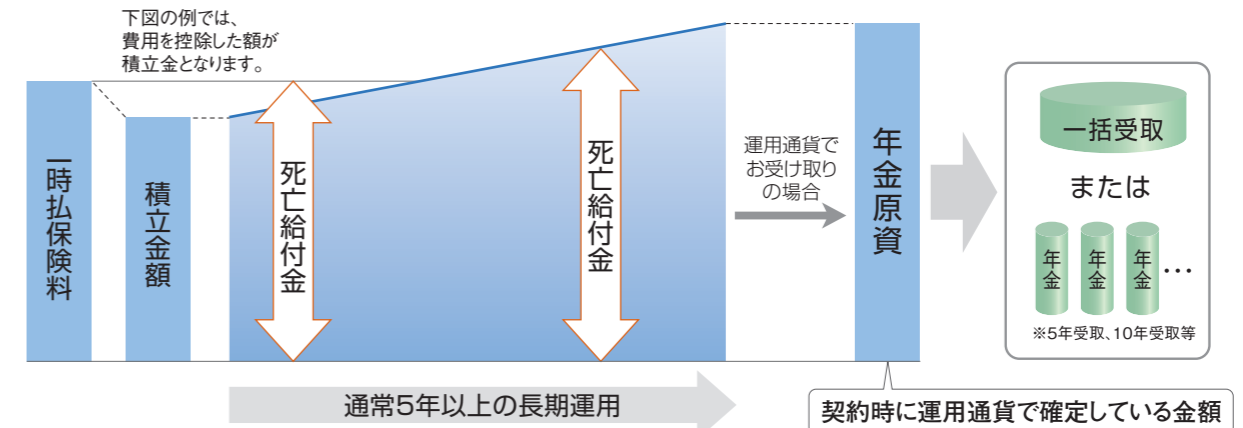 下図の例では、
費用を控除した額が
積立金となります。
一時払保険料
積立金額
死亡給付金
死亡給付金
運用通貨で
お受け取り
の場合
年金原資
一括受取
または
年金
年金
年金
…
※5年受取、10年受取等
通常5年以上の長期運用
契約時に運用通貨で確定している金額